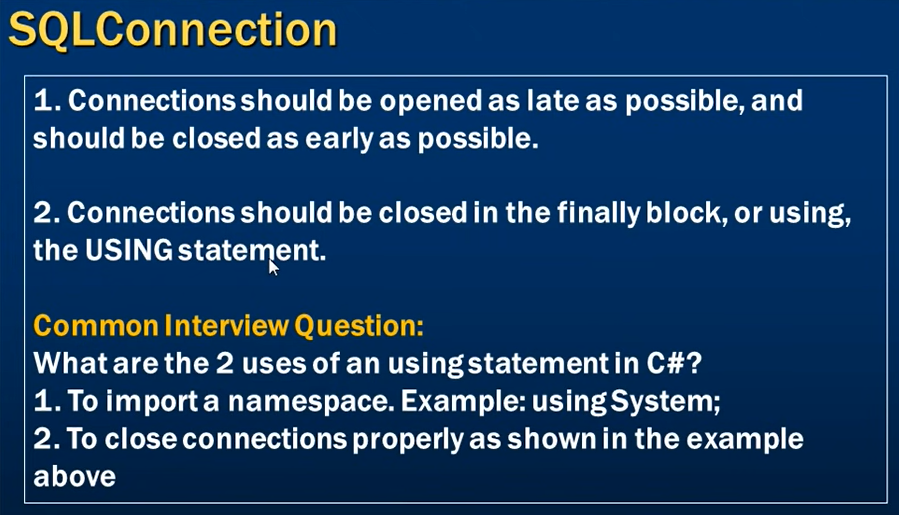 SQLConnection
1. Connections should be opened as late as possible, and
should be closed as early as possible.
2. Connections should be closed in the finally block, or using,
the USING statement.
Common Interview Question:
What are the 2 uses of an using statement in C#?
1. To import a namespace. Example: using System;
2. To close connections properly as shown in the example
above